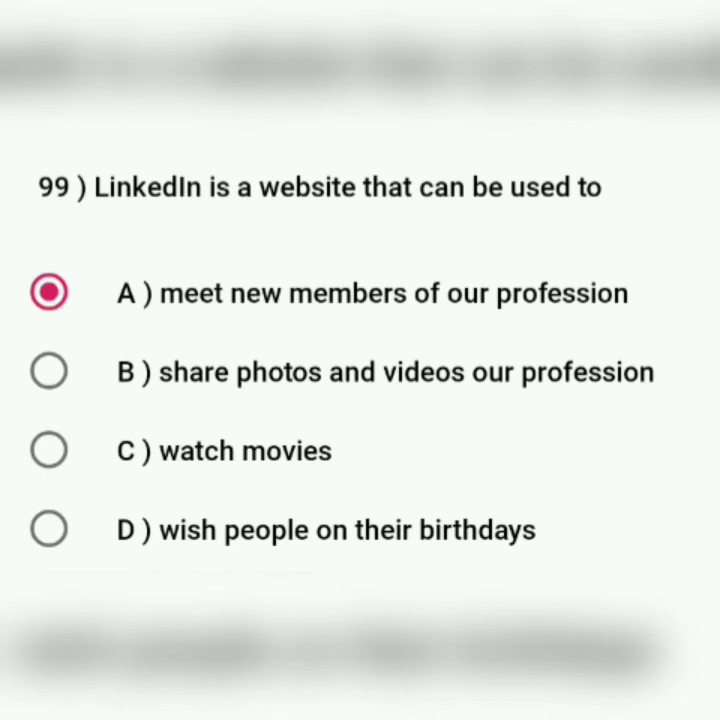 99 ) LinkedIn is a website that can be used to
A ) meet new members of our profession
B ) share photos and videos our profession
C ) watch movies
D ) wish people on their birthdays